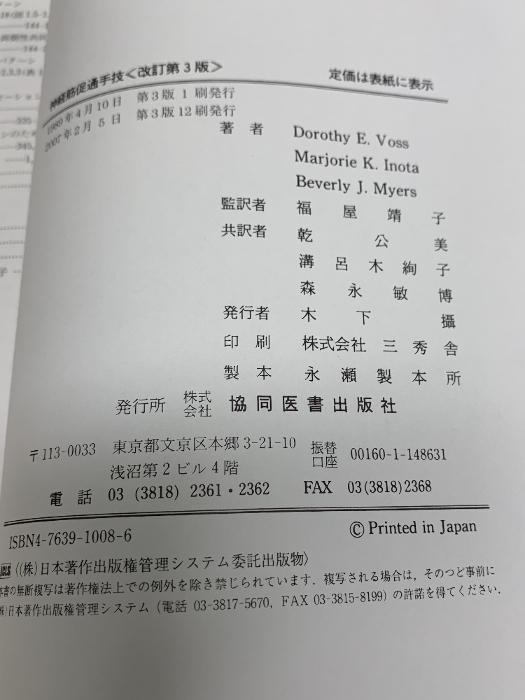 神経筋促通手技<改訂第3版>
定価は表紙に表示
1989年4月10日 第3版1刷発行
2007年2月5日 第3版12刷発行
著者 Dorothy E. Voss
Marjorie K. Inota
Beverly J. Myers
監訳者 福屋靖子
共訳者 乾公美
溝呂木絢子
森永敏博
発行者 木下攝
印刷 株式会社 三秀舎
製本 永瀬製本所
発行所 株式会社 協同医書出版社
〒113-0033 東京都文京区本郷3-21-10 振替口座 00160-1-148631
浅沼第2ビル4階
電話 03 (3818) 2361・2362 FAX 03(3818)2368
ISBN4-7639-1008-6
© Printed in Japan
〈(株)日本著作出版権管理システム委託出版物〉
本書の無断複写は著作権法上での例外を除き禁じられています．複写される場合は，そのつど事前に
(株)日本著作出版権管理システム（電話 03-3817-5670, FAX 03-3815-8199）の許諾を得てください．